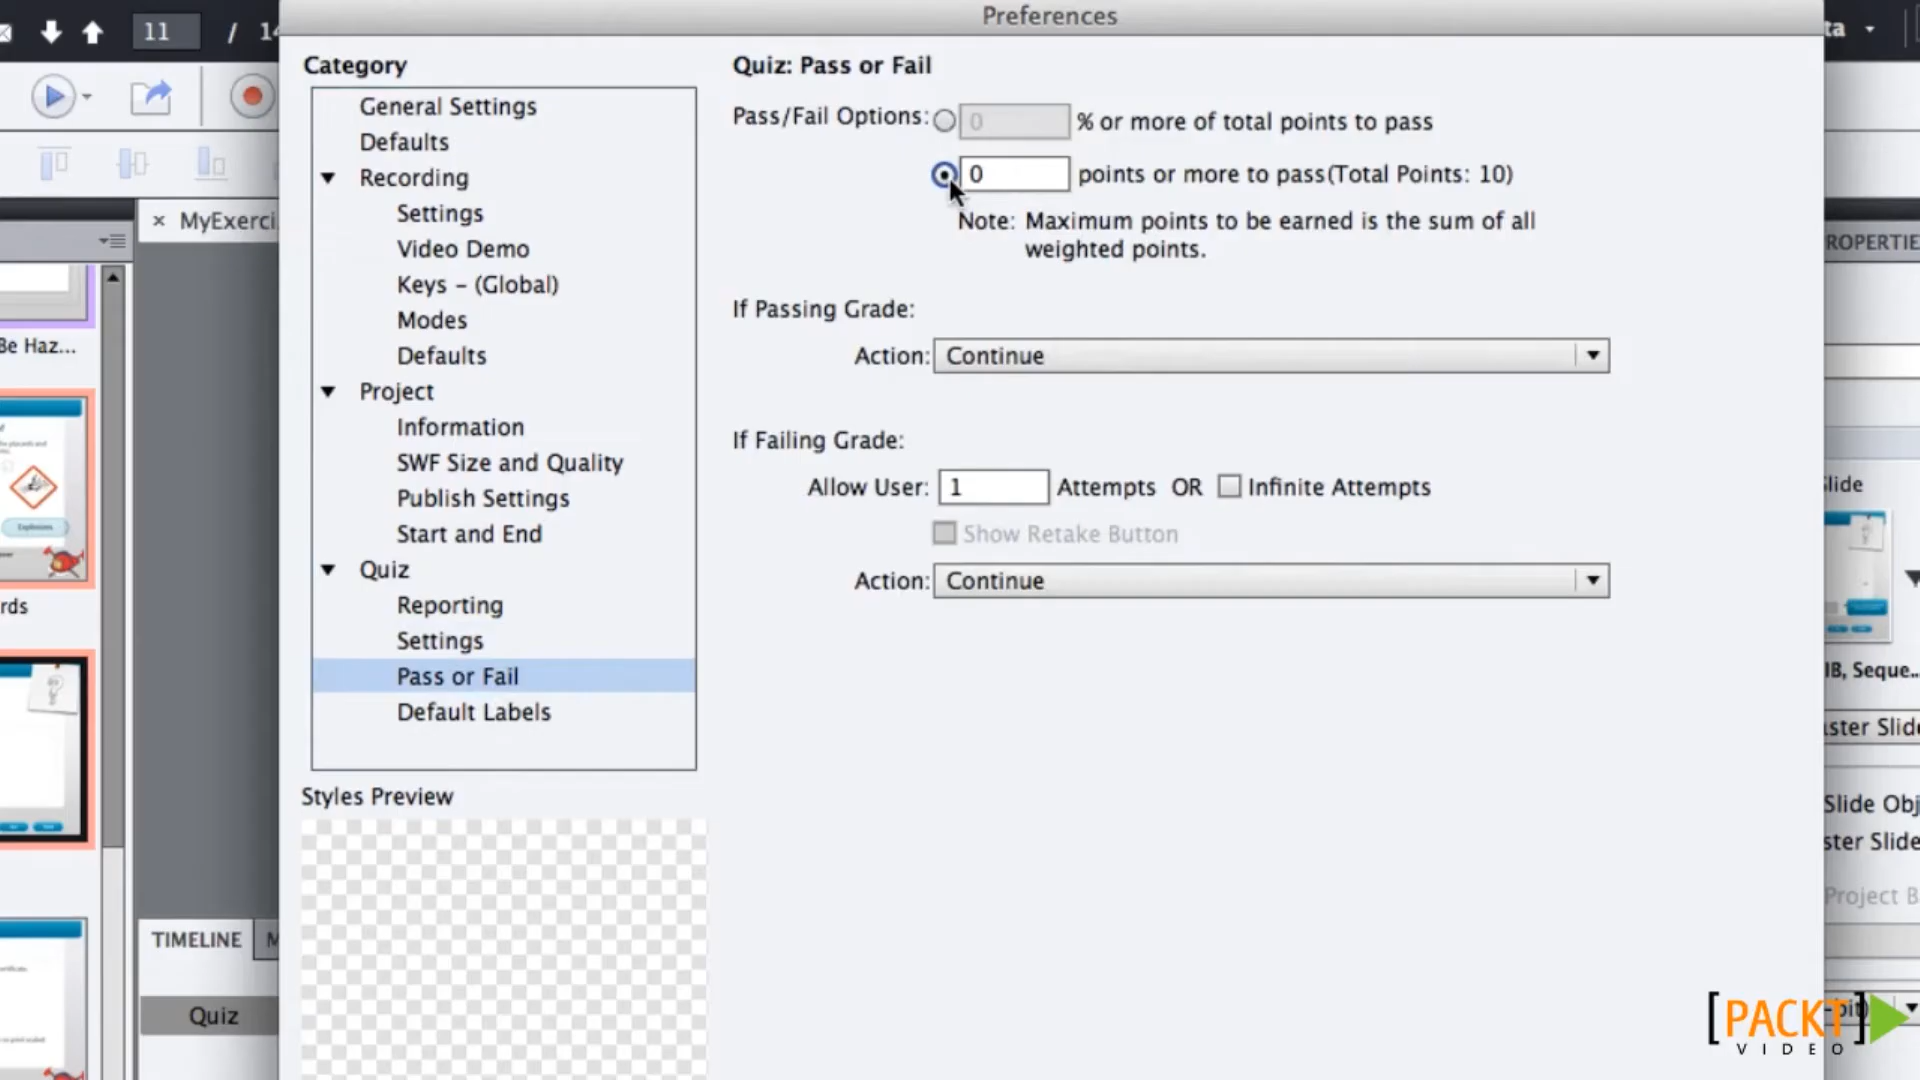 Preferences
11 / 14
ta
Category
Quiz: Pass or Fail
General Settings
Defaults
Recording
Settings
Video Demo
Keys - (Global)
Modes
Defaults
Project
Information
SWF Size and Quality
Publish Settings
Start and End
Quiz
Reporting
Settings
Pass or Fail
Default Labels
Styles Preview
Pass/Fail Options: 0 % or more of total points to pass
0 points or more to pass(Total Points: 10)
Note: Maximum points to be earned is the sum of all
weighted points.
If Passing Grade:
Action: Continue
If Failing Grade:
Allow User: 1 Attempts OR Infinite Attempts
Show Retake Button
Action: Continue
× MyExerci
Be Haz...
Explosives
rds
TIMELINE M
Quiz
ROPERTIE
lide
IB, Seque...
ster Slide
Slide Obj
ster Slide
Project B
-bit)
[PACKT]
VIDEO